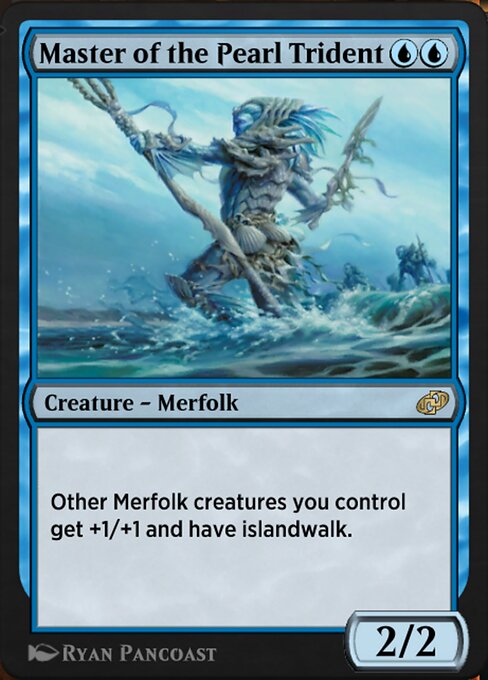 Master of the Pearl Trident
Creature – Merfolk
Other Merfolk creatures you control
get +1/+1 and have islandwalk.
2/2
Ryan Pancoast